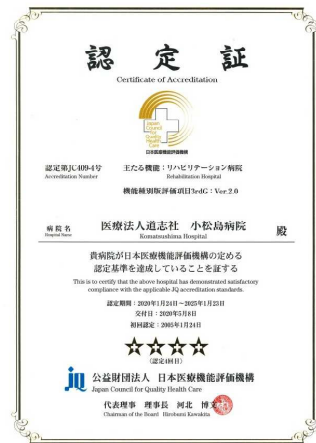 認定証
Certificate of Accreditation
Japan
Council for
Quality
Health
Care
日本医療機能評価機構
認定第JC409-4号
Accreditation Number
主たる機能：リハビリテーション病院
Rehabilitation Hospital
機能種別版評価項目3rdG：Ver.2.0
病院名
Hospital Name
医療法人道志社 小松島病院
殿
Komatsushima Hospital
貴病院が日本医療機能評価機構の定める
認定基準を達成していることを証する
This is to certify that the above hospital has demonstrated satisfactory
compliance with the applicable JQ accreditation standards.
認定期間：2020年1月24日～2025年1月23日
交付日：2020年5月8日
初回認定：2005年1月24日
（認定4回目）
jq 公益財団法人 日本医療機能評価機構
Japan Council for Quality Health Care
代表理事 理事長 河北 博文
Chairman of the Board Hirobumi Kawakita